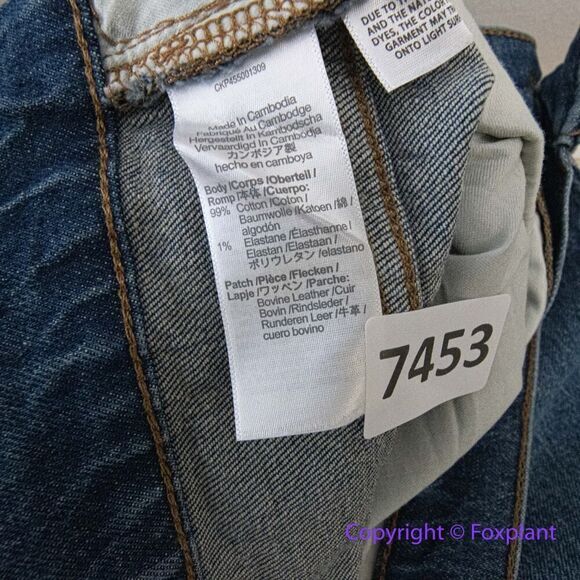 DUE TO
AND THE NA
DYES, THE COLOR
GARMENT MAY
ONTO LIGHT
CKP455001309
Made In Cambodia
Fabriqué Au Cambodge
Hergestellt In Kambodscha
Vervaardigd In Cambodja
カンボジア製
hecho en camboya
Body /Corps /Oberteil /
Romp /本体 /Cuerpo:
99% Cotton /Coton /
Baumwolle /Katoen /綿 /
algodón
1% Elastane /Élasthanne /
Elastan /Elastaan /
ポリウレタン /elastano
Patch /Pièce /Flecken /
Lapje /ワッペン /Parche:
Bovine Leather /Cuir
Bovin /Rindsleder /
Runderen Leer /牛革 /
cuero bovino
7453
Copyright © Foxplant